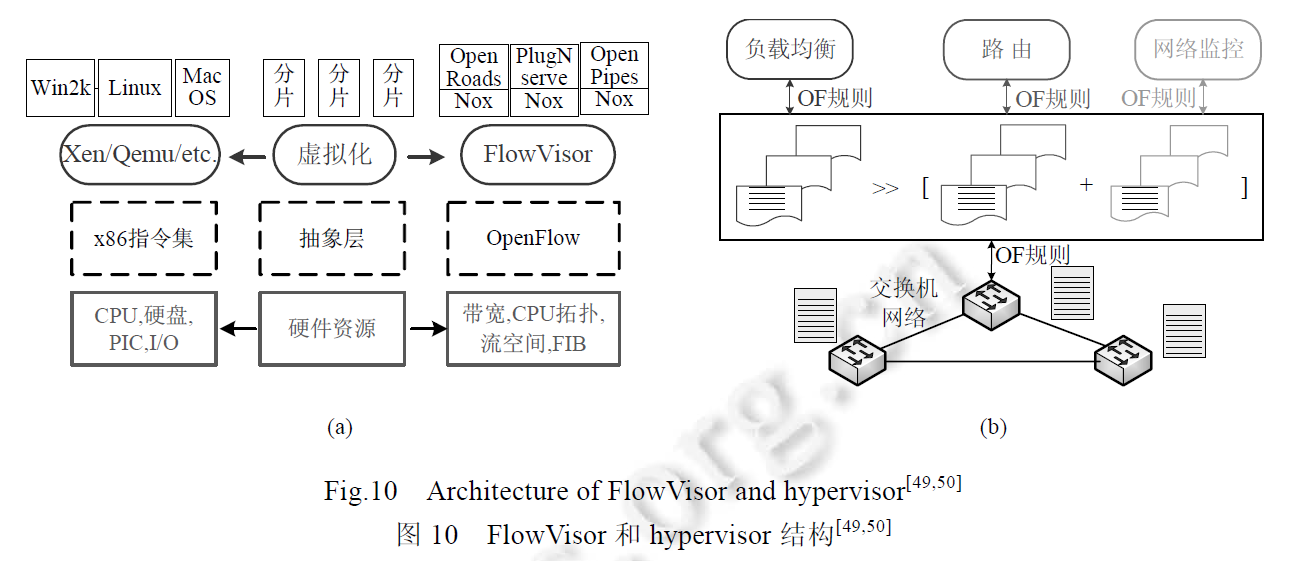 Win2k
Linux
Mac
OS
分
片
分
片
分
片
Open
Roads
Nox
PlugN
serve
Nox
Open
Pipes
Nox
Xen/Qemu/etc.
虚拟化
FlowVisor
x86指令集
抽象层
OpenFlow
CPU,硬盘,
PIC,I/O
硬件资源
带宽,CPU拓扑,
流空间,FIB
(a)
负载均衡
路 由
网络监控
OF规则
OF规则
OF规则
>> [ + ]
OF规则
交换机
网络
(b)
.org.cn
Fig.10 Architecture of FlowVisor and hypervisor[49,50]
图 10 FlowVisor 和 hypervisor 结构[49,50]